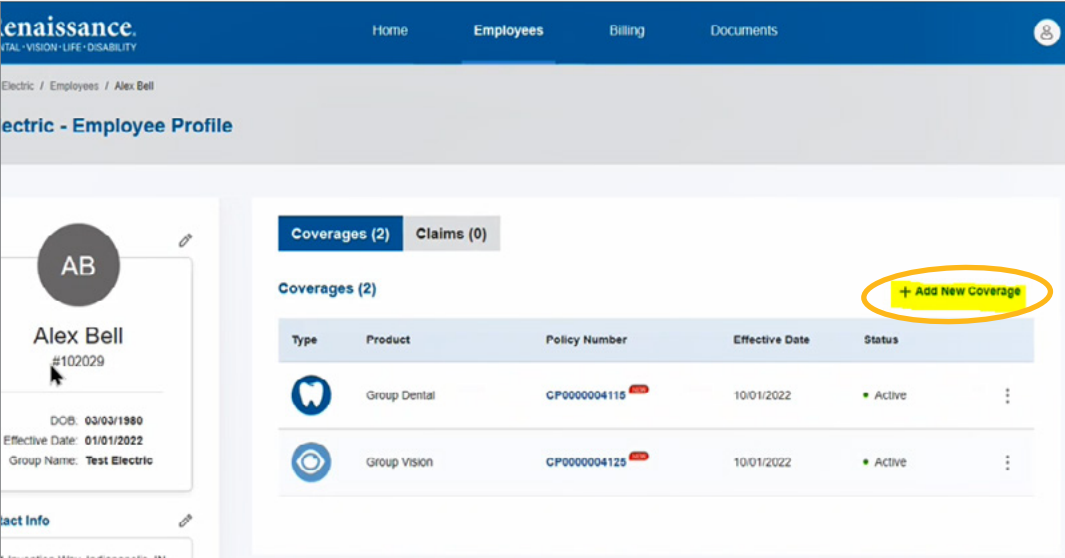 enaissance.
NTAL·VISION·LIFE·DISABILITY
Home
Employees
Billing
Documents
Electric / Employees / Alex Bell
ectric - Employee Profile
AB
Alex Bell
#102029
DOB: 03/03/1980
Effective Date: 01/01/2022
Group Name: Test Electric
tact Info
Coverages (2)
Claims (0)
Coverages (2)
+ Add New Coverage
Type Product Policy Number Effective Date Status
Group Dental CP0000004115 10/01/2022 Active
Group Vision CP0000004125 10/01/2022 Active